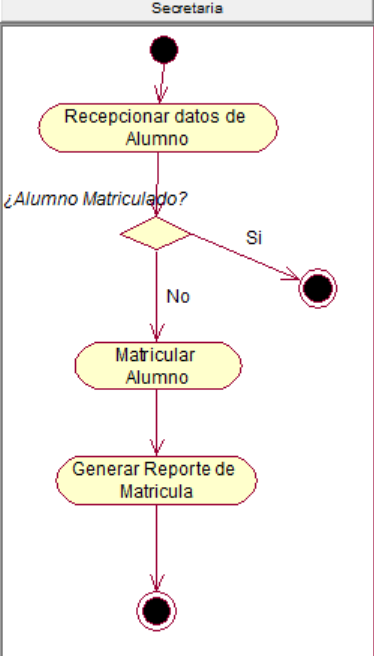 Secretaria
Recepcionar datos de
Alumno
¿Alumno Matriculado?
Si
No
Matricular
Alumno
Generar Reporte de
Matricula